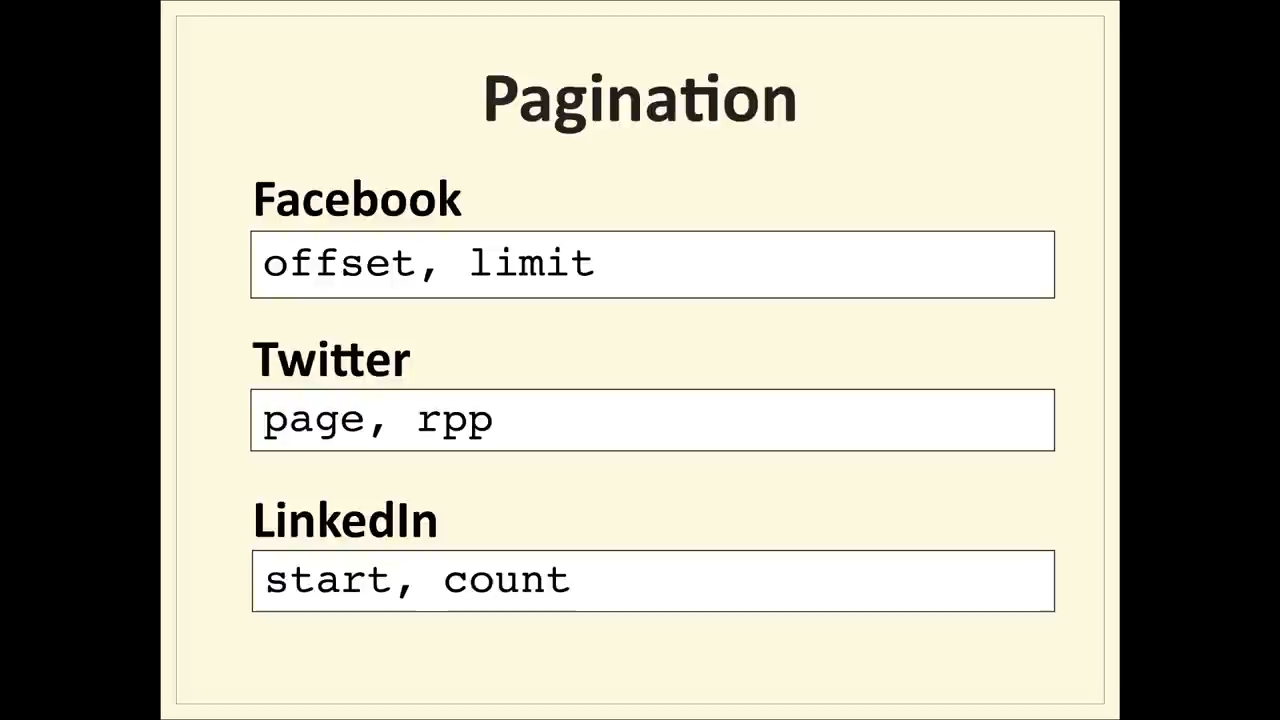 Pagination
Facebook
offset, limit
Twitter
page, rpp
LinkedIn
start, count